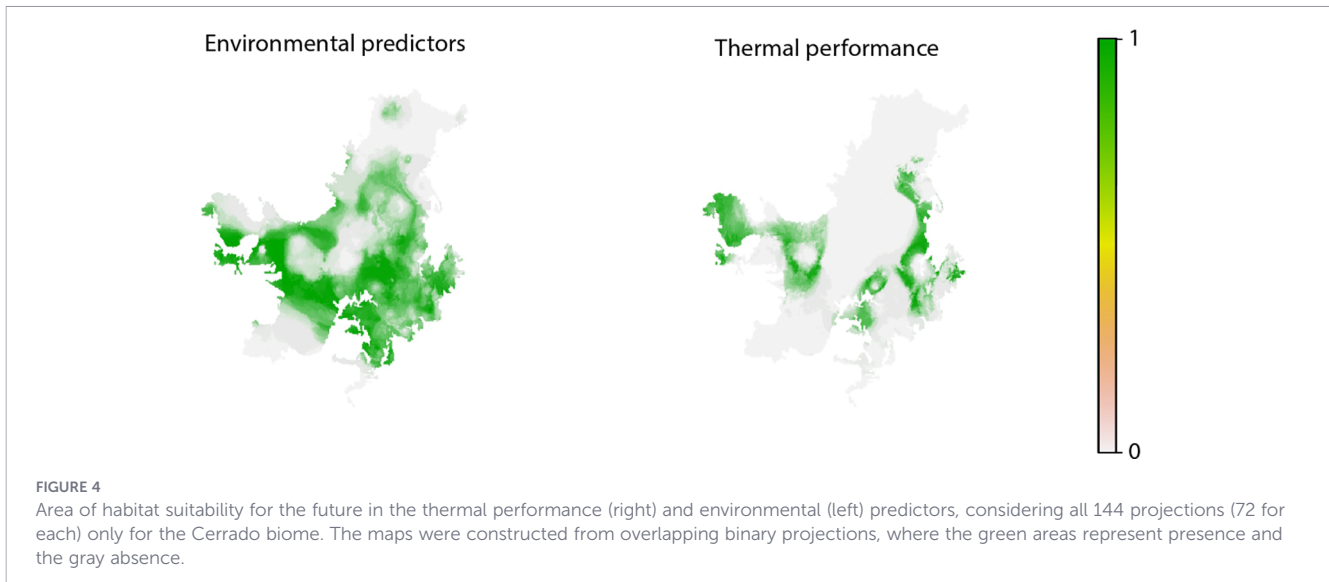 Environmental predictors
Thermal performance
1
0
FIGURE 4
Area of habitat suitability for the future in the thermal performance (right) and environmental (left) predictors, considering all 144 projections (72 for
each) only for the Cerrado biome. The maps were constructed from overlapping binary projections, where the green areas represent presence and
the gray absence.